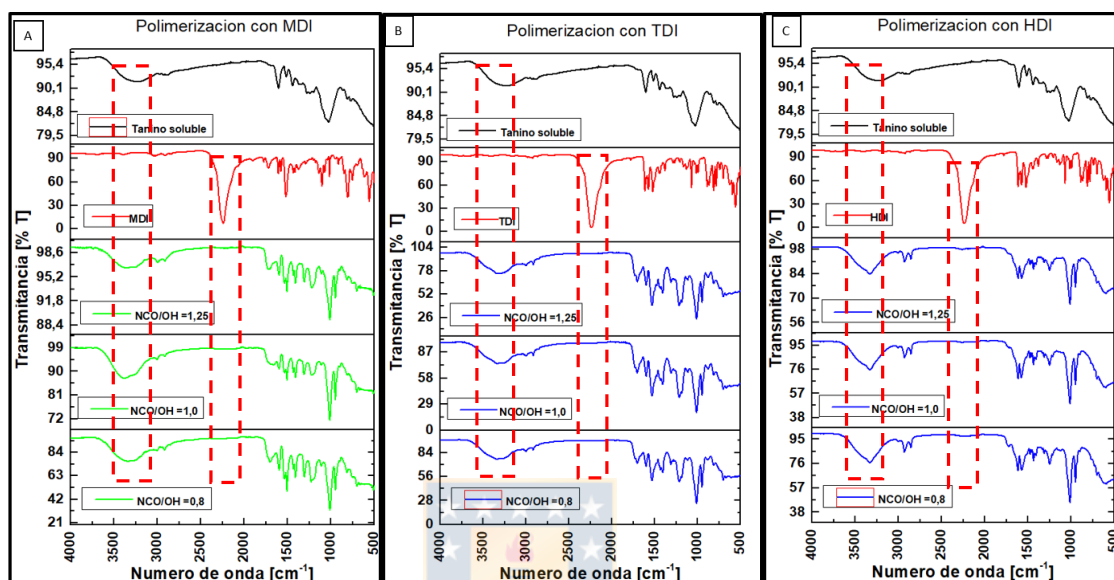 A
Polimerizacion con MDI
95,4
90,1
84,8
79,5
Tanino soluble
90
60
30
0
MDI
98,6
95,2
91,8
88,4
NCO/OH =1,25
99
90
81
72
NCO/OH =1,0
84
63
42
21
NCO/OH =0,8
Transmitancia [% T]
4000 3500 3000 2500 2000 1500 1000 500
Numero de onda [cm-1]
B
Polimerizacion con TDI
95,4
90,1
84,8
79,5
Tanino soluble
90
60
30
0
TDI
104
78
52
26
NCO/OH =1,25
87
58
29
0
NCO/OH =1,0
84
56
28
0
NCO/OH =0,8
Transmitancia [% T]
4000 3500 3000 2500 2000 1500 1000 500
Numero de onda [cm-1]
C
Polimerizacion con HDI
95,4
90,1
84,8
79,5
Tanino soluble
90
60
30
0
HDI
98
84
70
56
NCO/OH =1,25
95
76
57
38
NCO/OH =1,0
95
76
57
38
NCO/OH =0,8
Transmitancia [% T]
4000 3500 3000 2500 2000 1500 1000 500
Numero de onda [cm-1]